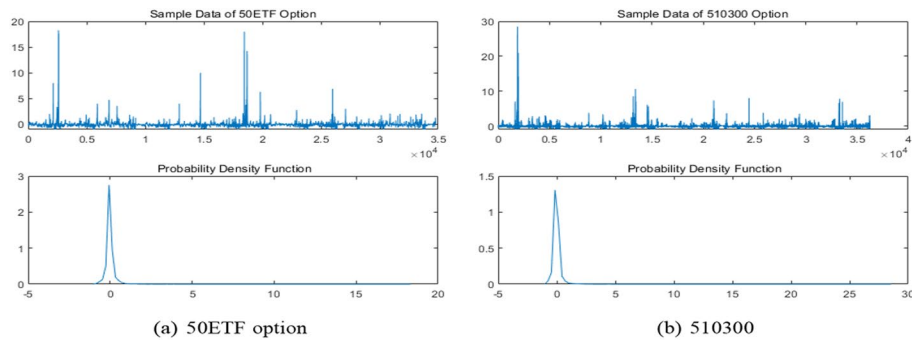 Sample Data of 50ETF Option
20
15
10
5
0
0 0.5 1 1.5 2 2.5 3 3.5
×10⁴
Probability Density Function
3
2
1
0
-5 0 5 10 15 20
(a) 50ETF option
Sample Data of 510300 Option
30
20
10
0
0 0.5 1 1.5 2 2.5 3 3.5 4
×10⁴
Probability Density Function
1.5
1
0.5
0
-5 0 5 10 15 20 25 30
(b) 510300